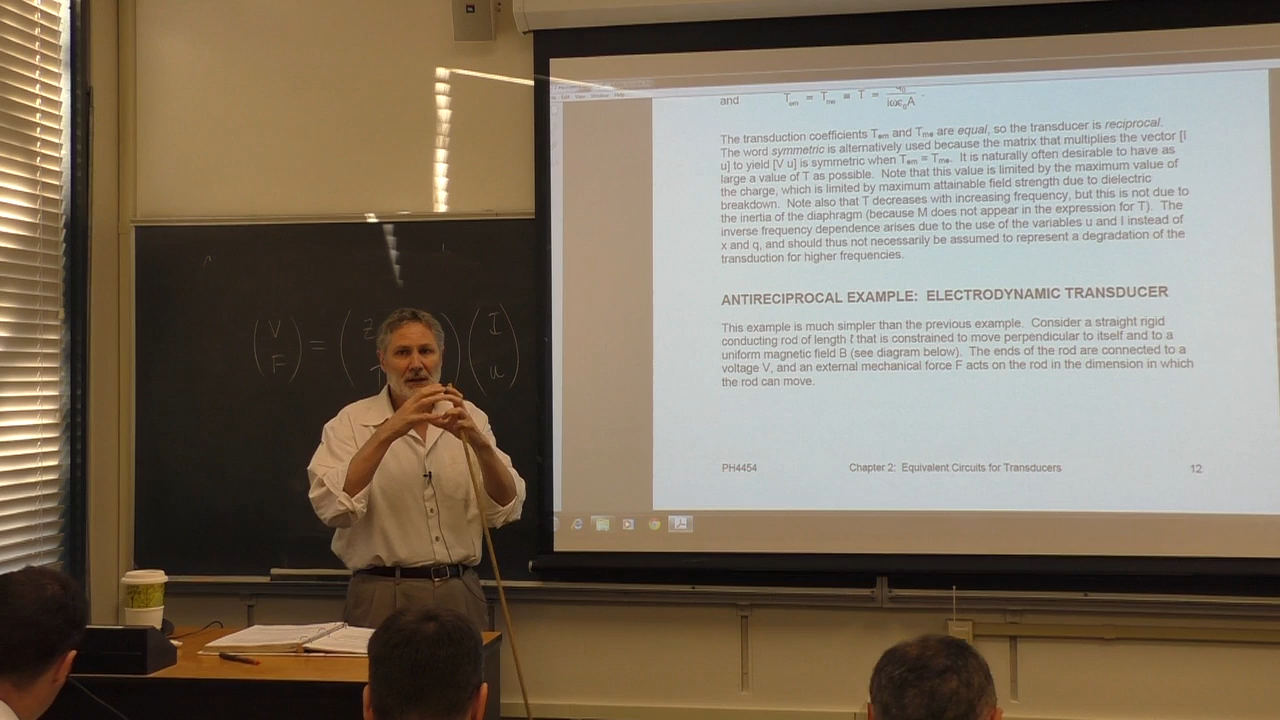 and T_em = T_me ≡ T = q_0 / iωε_0A .
The transduction coefficients T_em and T_me are equal, so the transducer is reciprocal.
The word symmetric is alternatively used because the matrix that multiplies the vector [I
u] to yield [V u] is symmetric when T_em = T_me. It is naturally often desirable to have as
large a value of T as possible. Note that this value is limited by the maximum value of
the charge, which is limited by maximum attainable field strength due to dielectric
breakdown. Note also that T decreases with increasing frequency, but this is not due to
the inertia of the diaphragm (because M does not appear in the expression for T). The
inverse frequency dependence arises due to the use of the variables u and I instead of
x and q, and should thus not necessarily be assumed to represent a degradation of the
transduction for higher frequencies.
ANTIRECIPROCAL EXAMPLE: ELECTRODYNAMIC TRANSDUCER
This example is much simpler than the previous example. Consider a straight rigid
conducting rod of length ℓ that is constrained to move perpendicular to itself and to a
uniform magnetic field B (see diagram below). The ends of the rod are connected to a
voltage V, and an external mechanical force F acts on the rod in the dimension in which
the rod can move.
PH4454 Chapter 2: Equivalent Circuits for Transducers 12
V = Z I
F T u